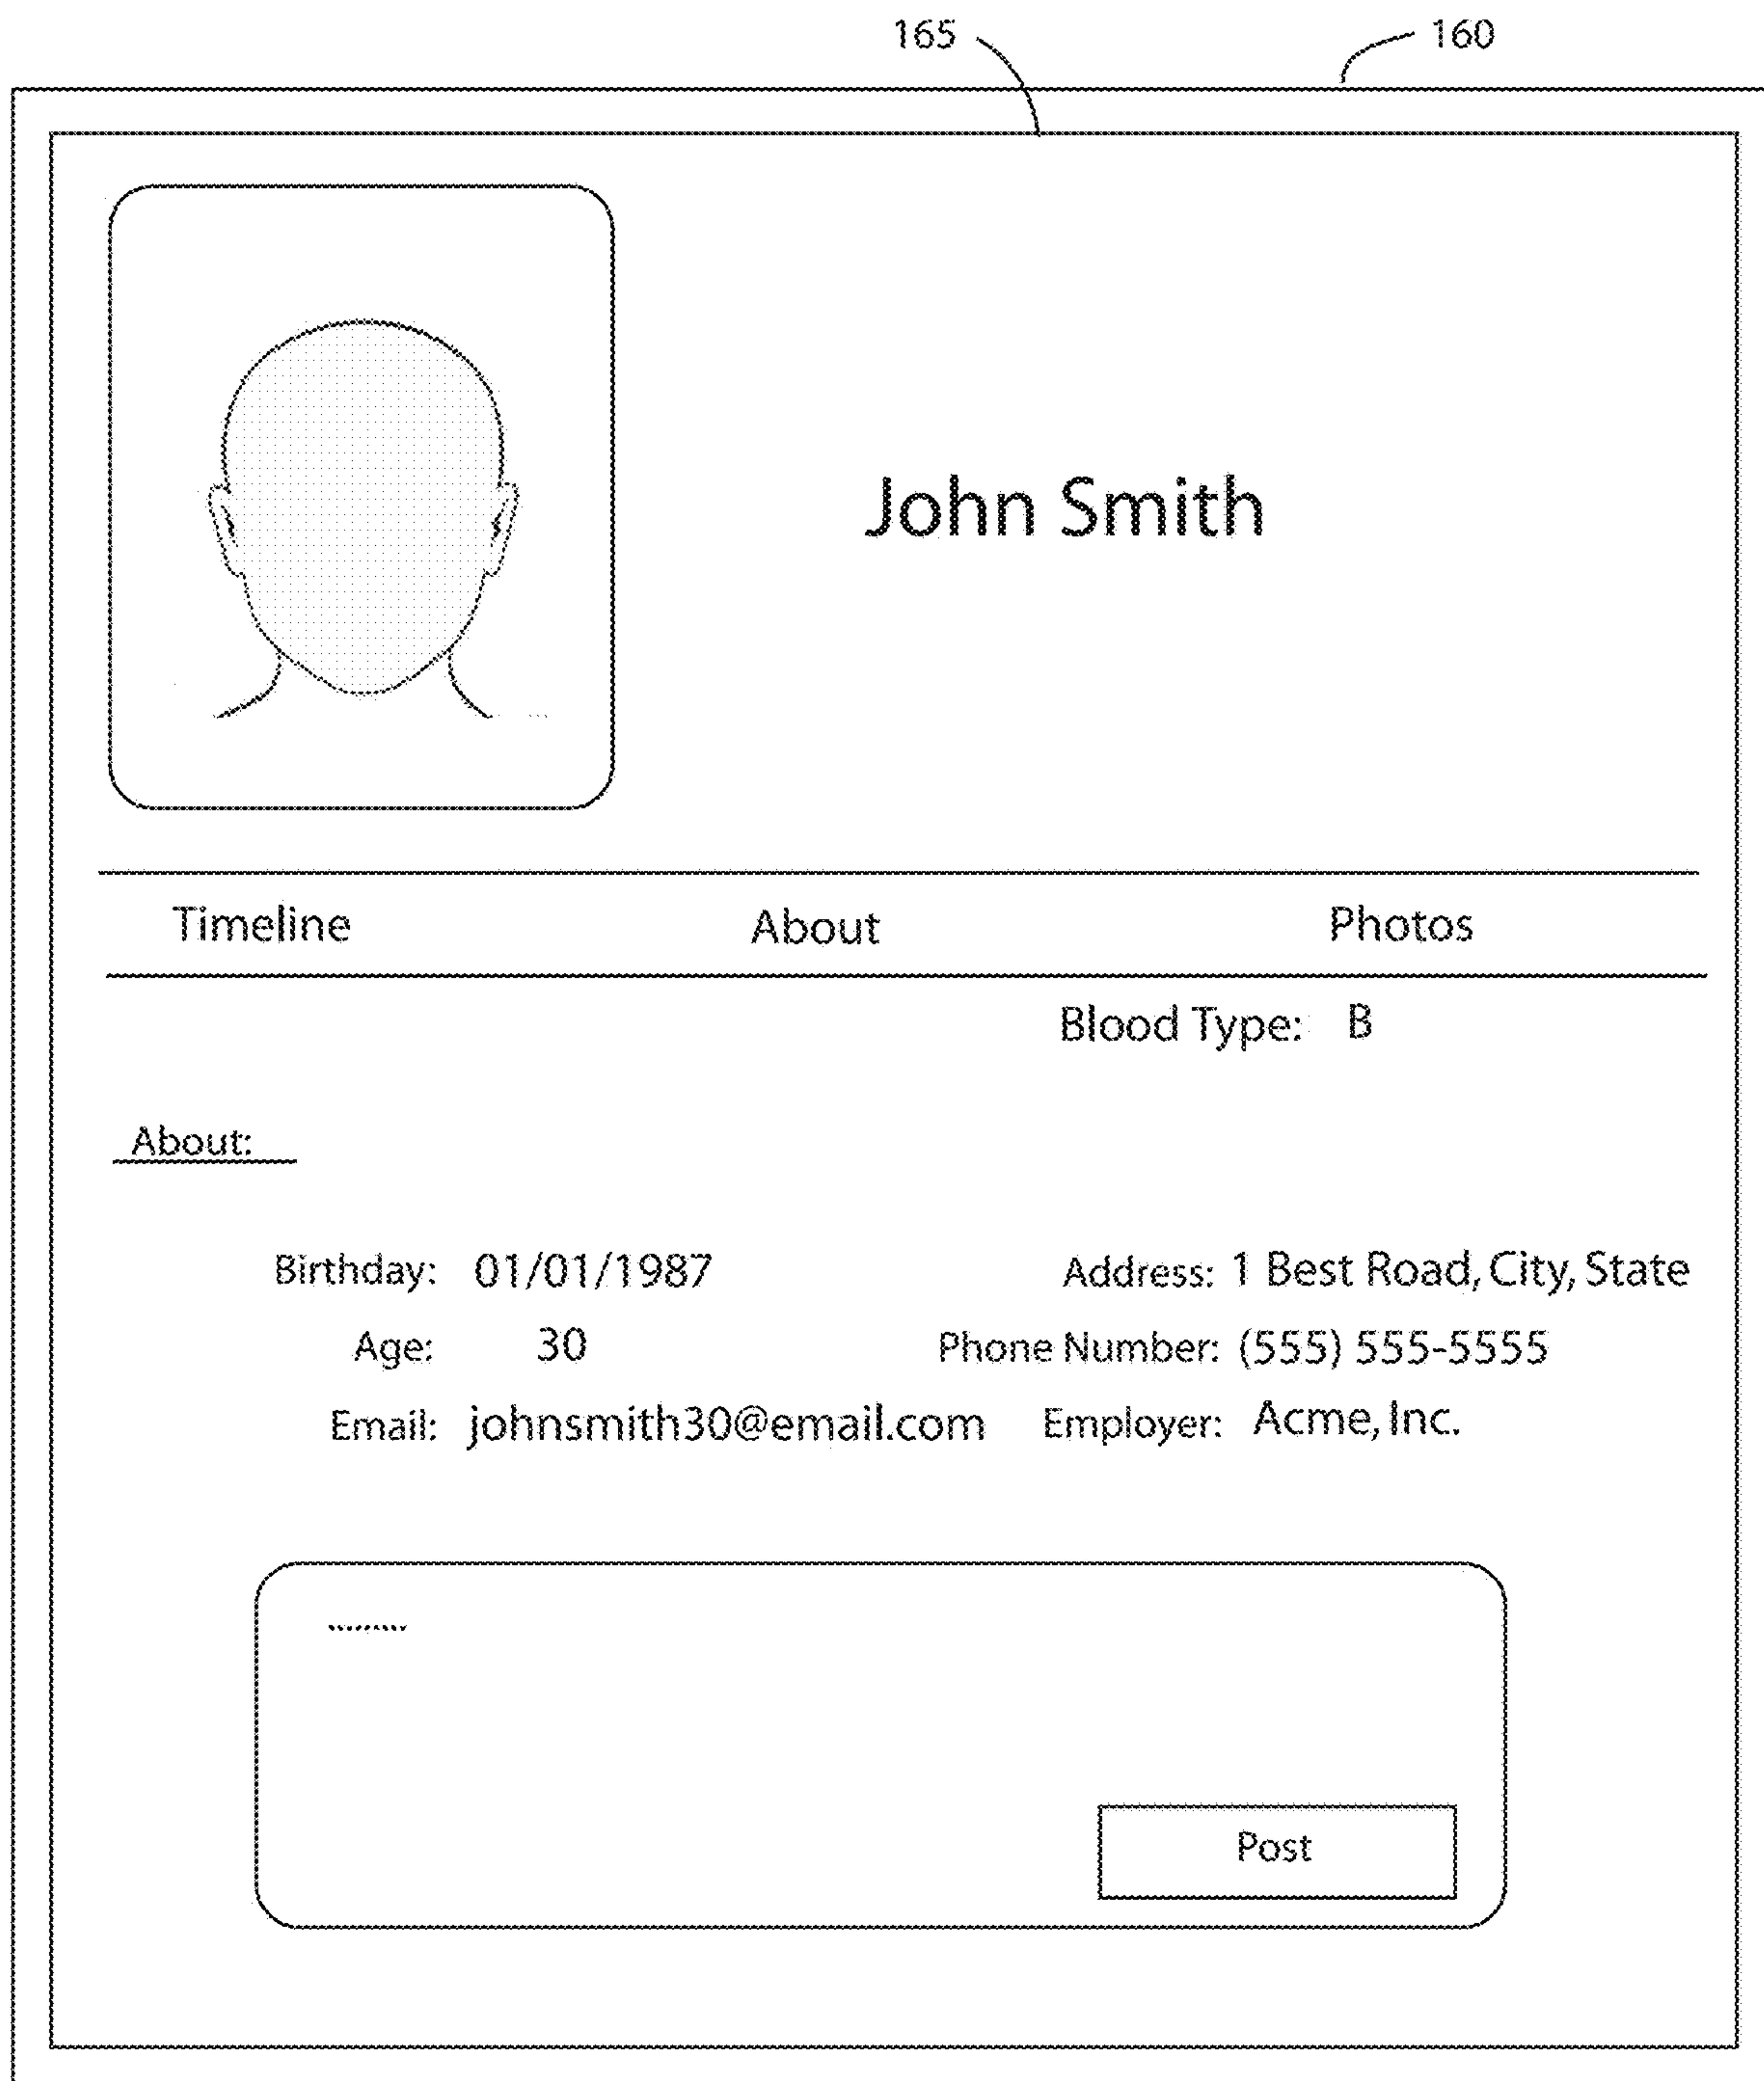 165 160
John Smith
Timeline About Photos
Blood Type: B
About:
Birthday: 01/01/1987 Address: 1 Best Road, City, State
Age: 30 Phone Number: (555) 555-5555
Email: johnsmith30@email.com Employer: Acme, Inc.
Post